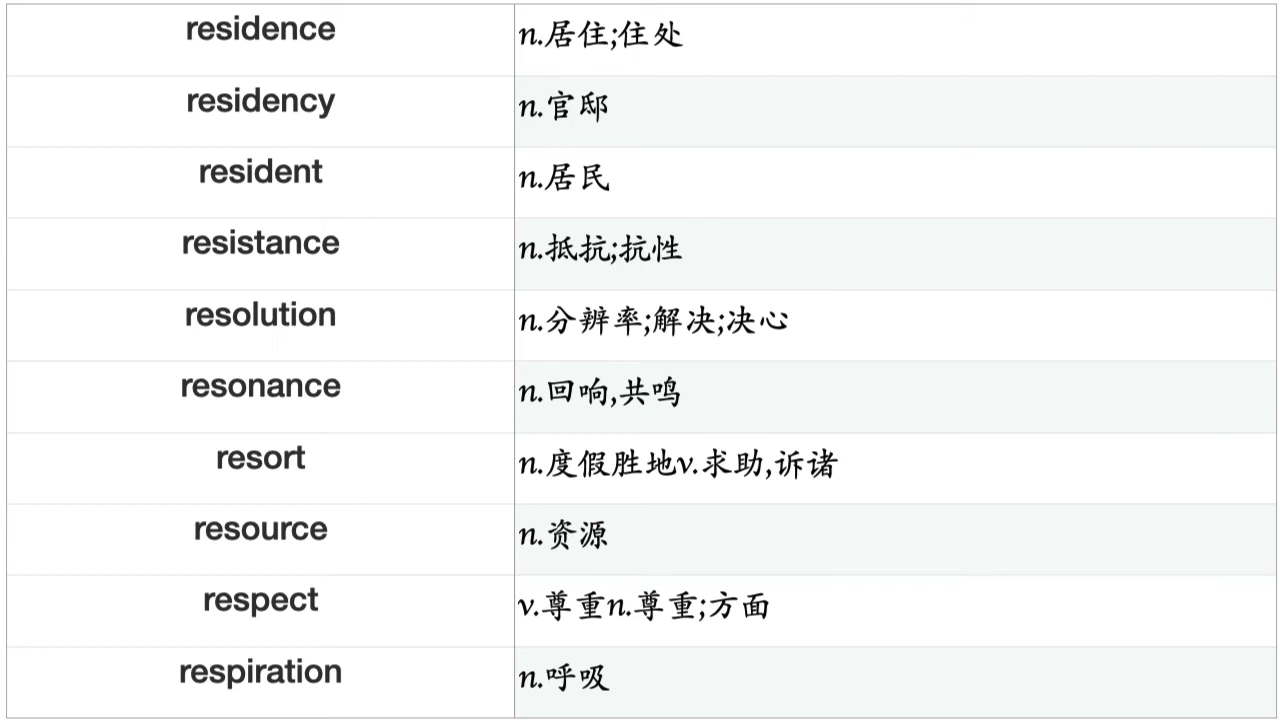 residence n.居住;住处
residency n.官邸
resident n.居民
resistance n.抵抗;抗性
resolution n.分辨率;解决;决心
resonance n.回响,共鸣
resort n.度假胜地v.求助,诉诸
resource n.资源
respect v.尊重n.尊重;方面
respiration n.呼吸